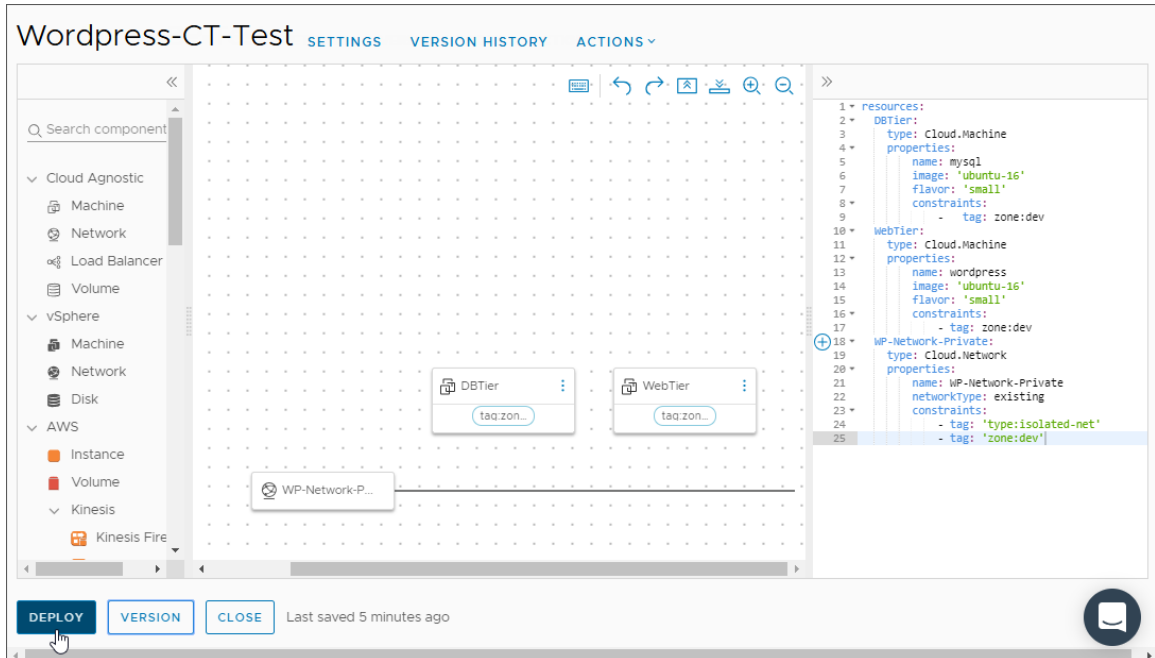 Wordpress-CT-Test SETTINGS VERSION HISTORY ACTIONS
Search component
Cloud Agnostic
Machine
Network
Load Balancer
Volume
vSphere
Machine
Network
Disk
AWS
Instance
Volume
Kinesis
Kinesis Fire
DBTier
tag:zon...
WebTier
tag:zon...
WP-Network-P...
1 resources:
2 DBTier:
3 type: Cloud.Machine
4 properties:
5 name: mysql
6 image: 'ubuntu-16'
7 flavor: 'small'
8 constraints:
9 - tag: zone:dev
10 WebTier:
11 type: Cloud.Machine
12 properties:
13 name: wordpress
14 image: 'ubuntu-16'
15 flavor: 'small'
16 constraints:
17 - tag: zone:dev
18 WP-Network-Private:
19 type: Cloud.Network
20 properties:
21 name: WP-Network-Private
22 networkType: existing
23 constraints:
24 - tag: 'type:isolated-net'
25 - tag: 'zone:dev'
DEPLOY VERSION CLOSE Last saved 5 minutes ago